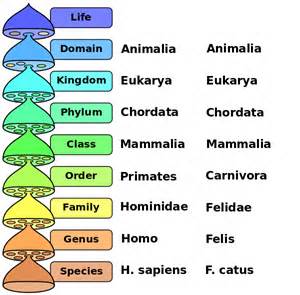 Life
Domain Animalia Animalia
Kingdom Eukarya Eukarya
Phylum Chordata Chordata
Class Mammalia Mammalia
Order Primates Carnivora
Family Hominidae Felidae
Genus Homo Felis
Species H. sapiens F. catus